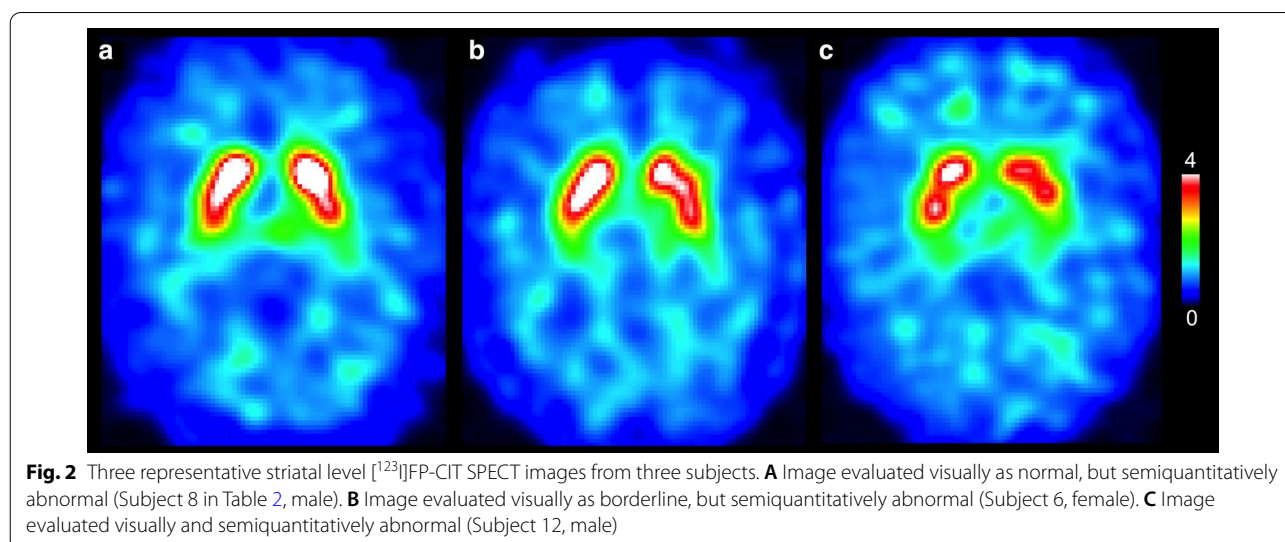 a b c
4
0
Fig. 2 Three representative striatal level [¹²³I]FP-CIT SPECT images from three subjects. A Image evaluated visually as normal, but semiquantitatively
abnormal (Subject 8 in Table 2, male). B Image evaluated visually as borderline, but semiquantitatively abnormal (Subject 6, female). C Image
evaluated visually and semiquantitatively abnormal (Subject 12, male)